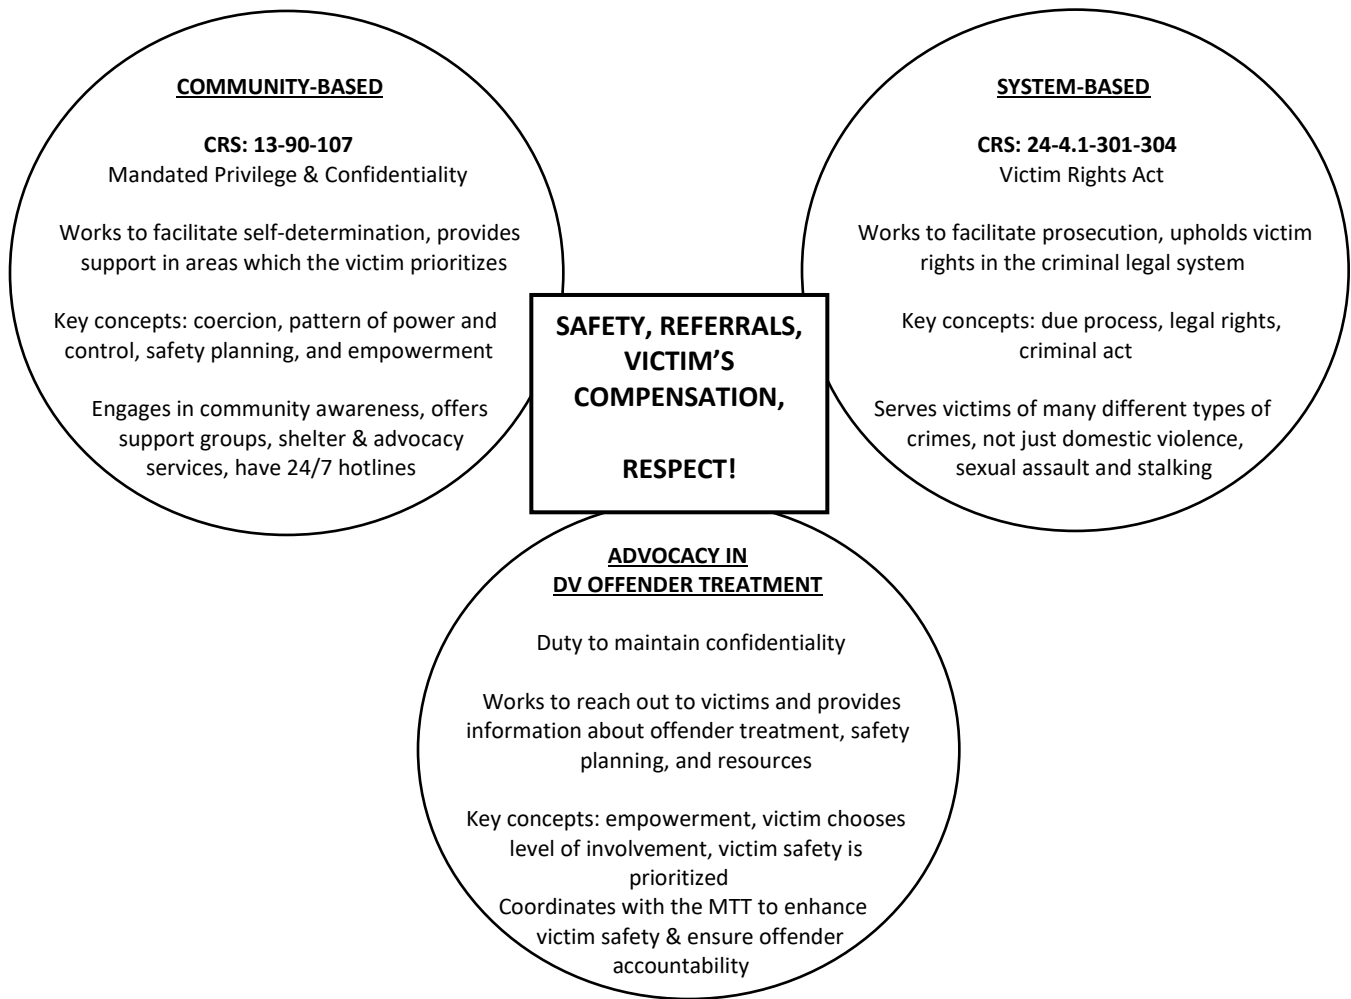 COMMUNITY-BASED
CRS: 13-90-107
Mandated Privilege & Confidentiality
Works to facilitate self-determination, provides
support in areas which the victim prioritizes
Key concepts: coercion, pattern of power and
control, safety planning, and empowerment
Engages in community awareness, offers
support groups, shelter & advocacy
services, have 24/7 hotlines
SYSTEM-BASED
CRS: 24-4.1-301-304
Victim Rights Act
Works to facilitate prosecution, upholds victim
rights in the criminal legal system
Key concepts: due process, legal rights,
criminal act
Serves victims of many different types of
crimes, not just domestic violence,
sexual assault and stalking
SAFETY, REFERRALS,
VICTIM’S
COMPENSATION,
RESPECT!
ADVOCACY IN
DV OFFENDER TREATMENT
Duty to maintain confidentiality
Works to reach out to victims and provides
information about offender treatment, safety
planning, and resources
Key concepts: empowerment, victim chooses
level of involvement, victim safety is
prioritized
Coordinates with the MTT to enhance
victim safety & ensure offender
accountability